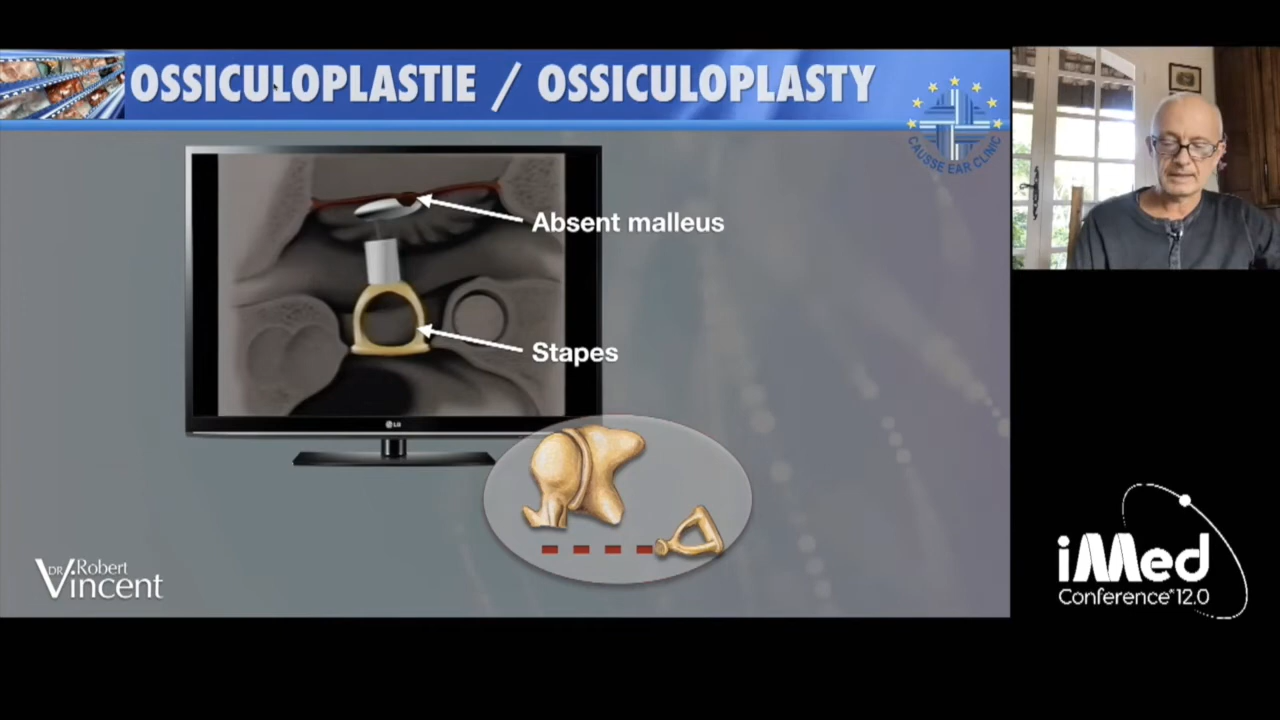 OSSICULOPLASTIE / OSSICULOPLASTY
CAUSSE EAR CLINIC
Absent malleus
Stapes
LG
DR. Robert
Vincent
iMed
Conference® 12.0